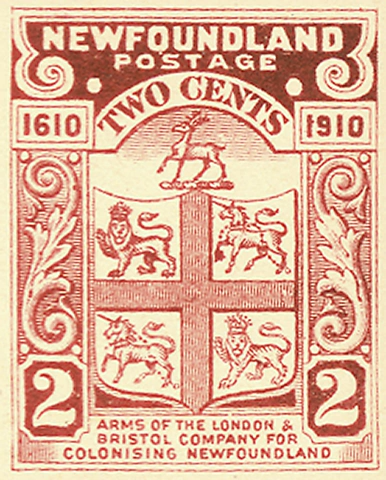 NEWFOUNDLAND
POSTAGE
TWO CENTS
1610 1910
2 2
ARMS OF THE LONDON &
BRISTOL COMPANY FOR
COLONISING NEWFOUNDLAND